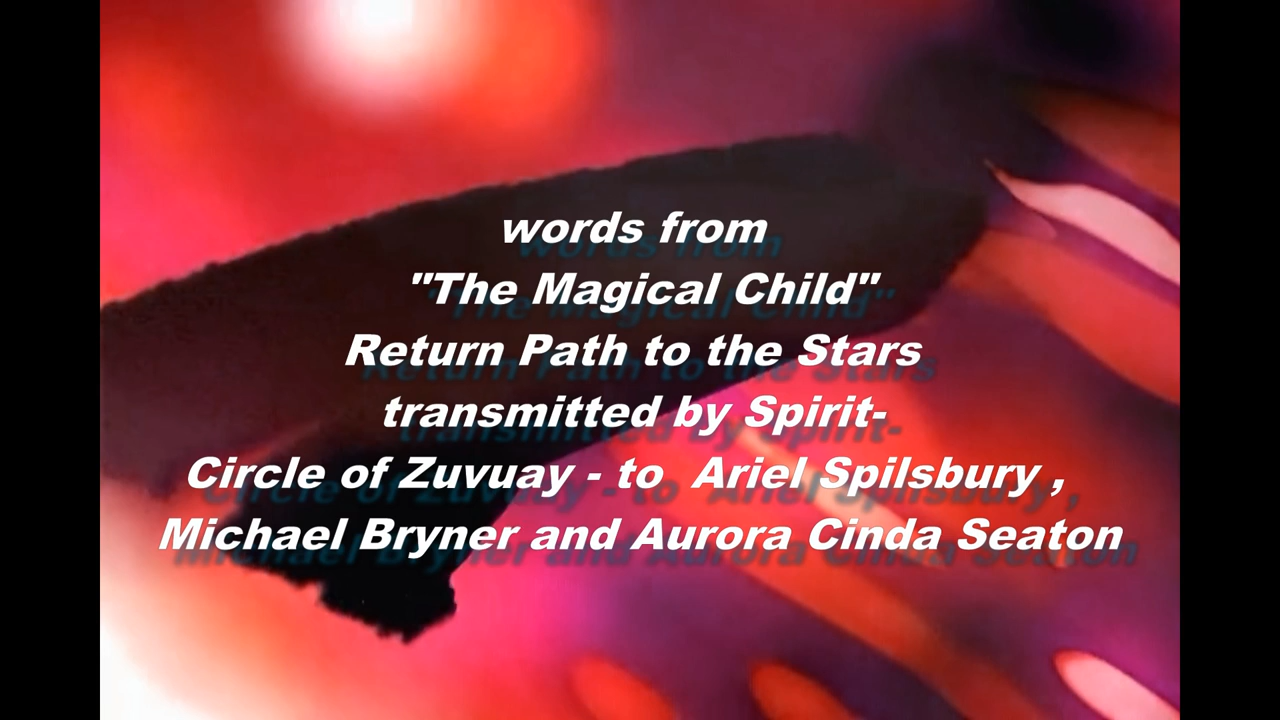 words from
"The Magical Child"
Return Path to the Stars
transmitted by Spirit-
Circle of Zuvuay - to  Ariel Spilsbury ,
Michael Bryner and Aurora Cinda Seaton